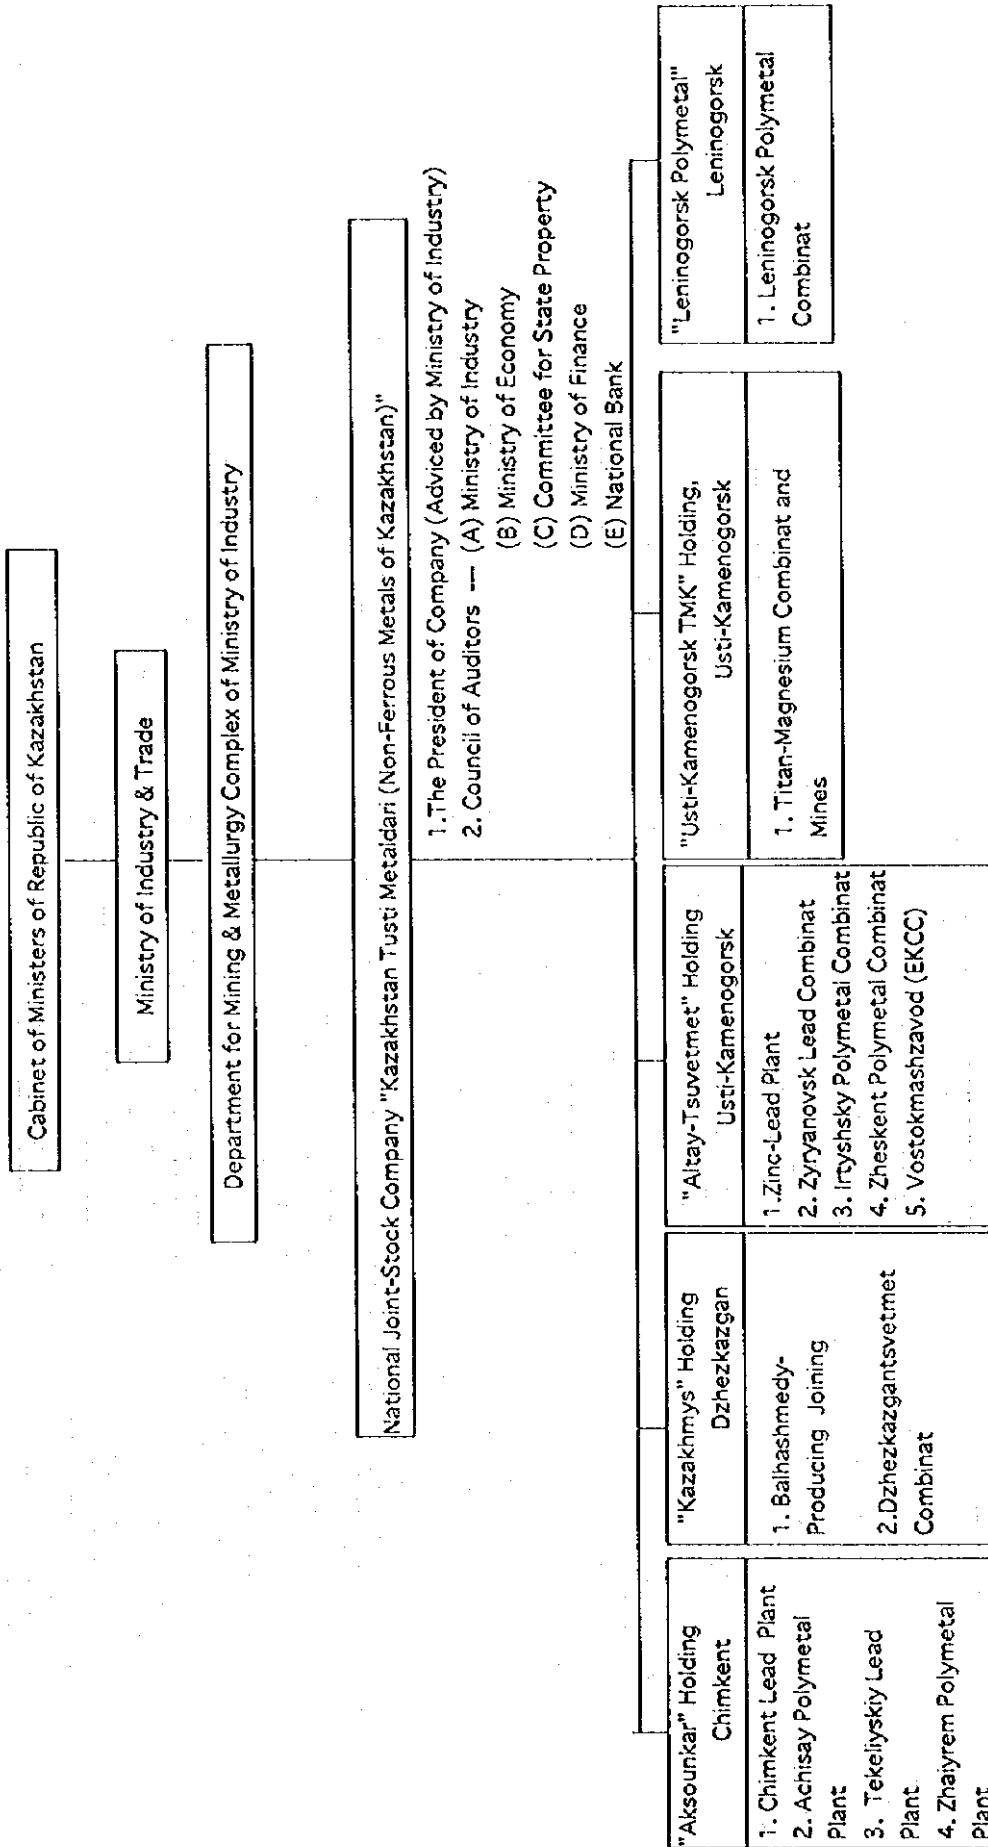 Cabinet of Ministers of Republic of Kazakhstan
Ministry of Industry & Trade
Department for Mining & Metallurgy Complex of Ministry of Industry
National Joint-Stock Company "Kazakhstan Tusti Metaldari (Non-Ferrous Metals of Kazakhstan)"
1.The President of Company (Adviced by Ministry of Industry)
2. Council of Auditors --- (A) Ministry of Industry
(B) Ministry of Economy
(C) Committee for State Property
(D) Ministry of Finance
(E) National Bank
"Aksounkar" Holding
Chimkent
1. Chimkent Lead Plant
2. Achisay Polymetal
Plant
3. Tekeliyskiy Lead
Plant
4. Zhaiyrem Polymetal
Plant
"Kazakhmys" Holding
Dzhezkazgan
1. Balhashmedy-
Producing Joining
2.Dzhezkazgantsvetmet
Combinat
"Altay-Tsuvetmet" Holding
Usti-Kamenogorsk
1.Zinc-Lead Plant
2. Zyryanovsk Lead Combinat
3. Irtyshsky Polymetal Combinat
4. Zheskent Polymetal Combinat
5. Vostokmashzavod (EKCC)
"Usti-Kamenogorsk TMK" Holding,
Usti-Kamenogorsk
1. Titan-Magnesium Combinat and
Mines
"Leninogorsk Polymetal"
Leninogorsk
1. Leninogorsk Polymetal
Combinat